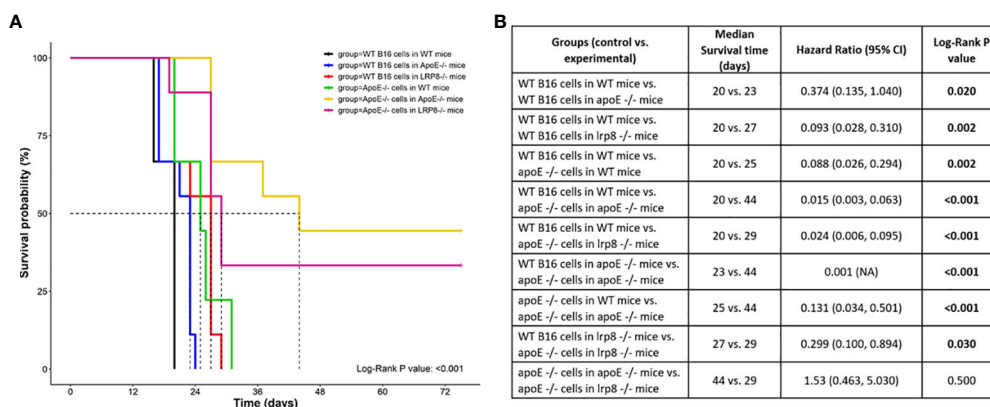 A
group=WT B16 cells in WT mice
group=WT B16 cells in ApoE-/- mice
group=WT B16 cells in LRP8-/- mice
group=ApoE-/- cells in WT mice
group=ApoE-/- cells in ApoE-/- mice
group=ApoE-/- cells in LRP8-/- mice
Survival probability (%)
100
75
50
25
0
0 12 24 36 48 60 72
Time (days)
Log-Rank P value: <0.001
B
Groups (control vs. experimental)
Median Survival time (days)
Hazard Ratio (95% CI)
Log-Rank P value
WT B16 cells in WT mice vs.
WT B16 cells in apoE -/- mice
20 vs. 23
0.374 (0.135, 1.040)
0.020
WT B16 cells in WT mice vs.
WT B16 cells in lrp8 -/- mice
20 vs. 27
0.093 (0.028, 0.310)
0.002
WT B16 cells in WT mice vs.
apoE -/- cells in WT mice
20 vs. 25
0.088 (0.026, 0.294)
0.002
WT B16 cells in WT mice vs.
apoE -/- cells in apoE -/- mice
20 vs. 44
0.015 (0.003, 0.063)
<0.001
WT B16 cells in WT mice vs.
apoE -/- cells in lrp8 -/- mice
20 vs. 29
0.024 (0.006, 0.095)
<0.001
WT B16 cells in apoE -/- mice vs.
apoE -/- cells in apoE -/- mice
23 vs. 44
0.001 (NA)
<0.001
apoE -/- cells in WT mice vs.
apoE -/- cells in apoE -/- mice
25 vs. 44
0.131 (0.034, 0.501)
<0.001
WT B16 cells in lrp8 -/- mice vs.
apoE -/- cells in lrp8 -/- mice
27 vs. 29
0.299 (0.100, 0.894)
0.030
apoE -/- cells in apoE -/- mice vs.
apoE -/- cells in lrp8 -/- mice
44 vs. 29
1.53 (0.463, 5.030)
0.500